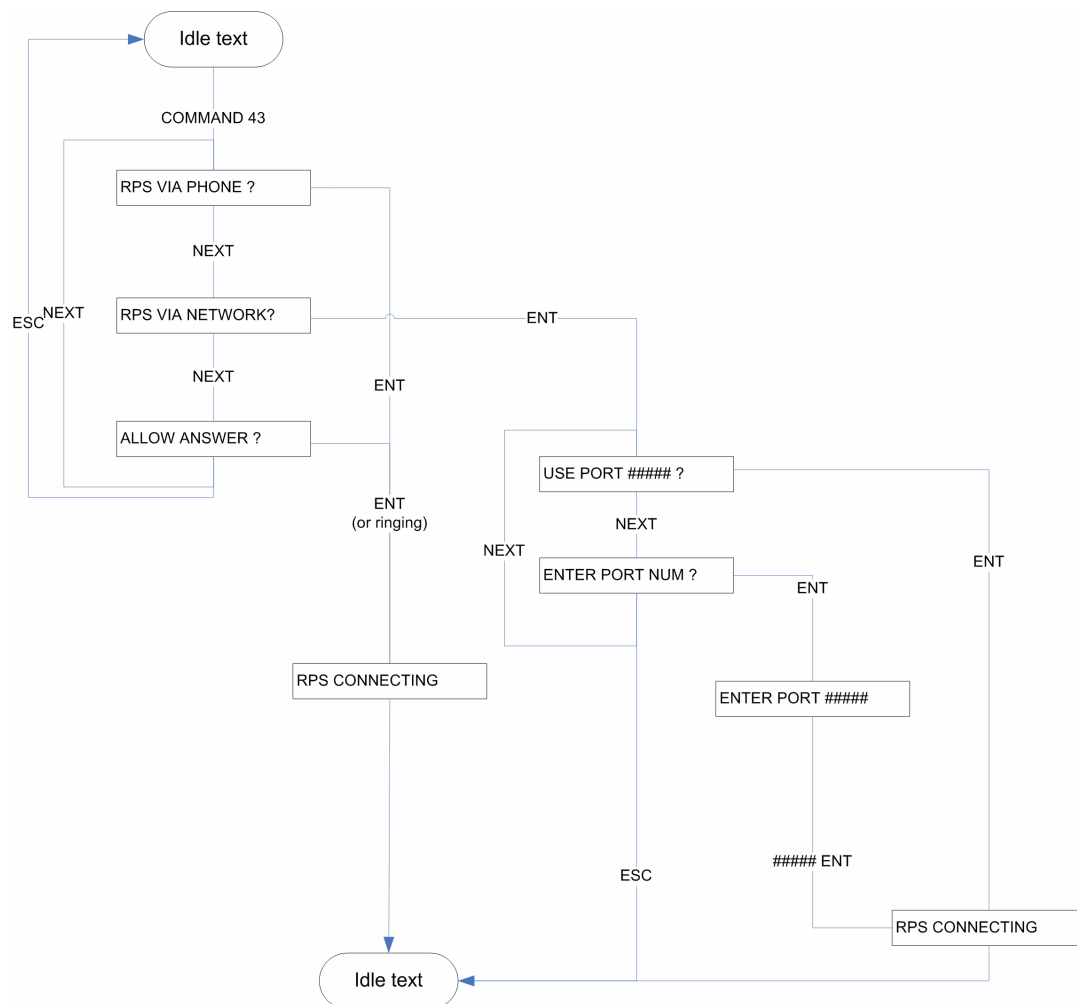 Idle text
COMMAND 43
RPS VIA PHONE ?
NEXT
NEXT
ESC
RPS VIA NETWORK?
ENT
NEXT
ENT
ALLOW ANSWER ?
ENT
(or ringing)
USE PORT ##### ?
NEXT
NEXT
ENT
ENTER PORT NUM ?
ENT
RPS CONNECTING
ENTER PORT #####
##### ENT
ESC
RPS CONNECTING
Idle text